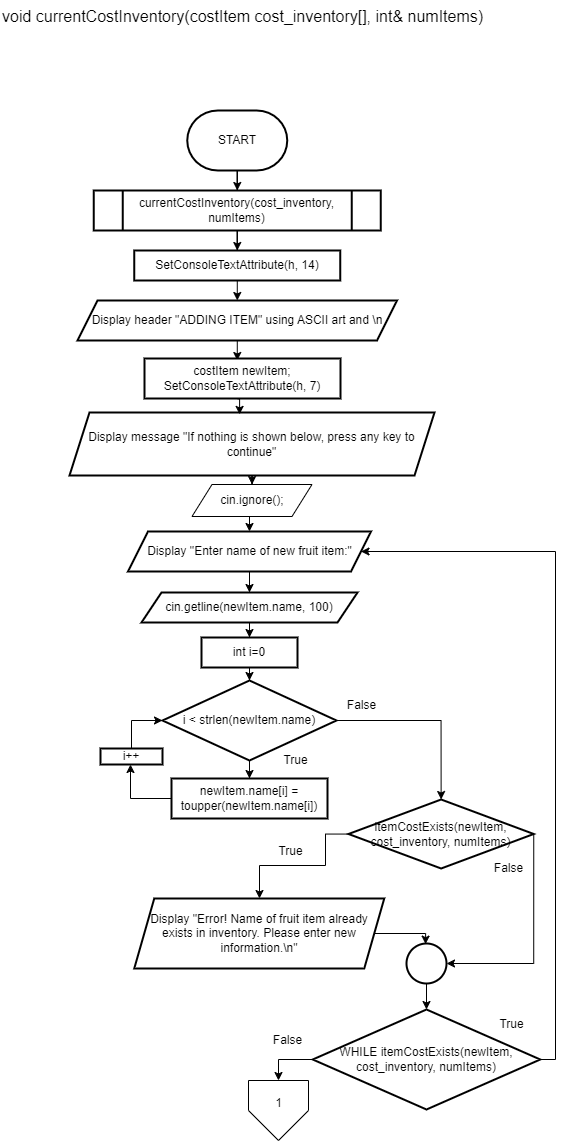 void currentCostInventory(costItem cost_inventory[], int& numItems)
START
currentCostInventory(cost_inventory,
numItems)
SetConsoleTextAttribute(h, 14)
Display header "ADDING ITEM" using ASCII art and \n
costItem newItem;
SetConsoleTextAttribute(h, 7)
Display message "If nothing is shown below, press any key to
continue"
cin.ignore();
Display "Enter name of new fruit item:"
cin.getline(newItem.name, 100)
int i=0
i < strlen(newItem.name)
False
True
i++
newItem.name[i] =
toupper(newItem.name[i])
itemCostExists(newItem,
cost_inventory, numItems)
True
False
Display "Error! Name of fruit item already
exists in inventory. Please enter new
information.\n"
WHILE itemCostExists(newItem,
cost_inventory, numItems)
True
False
1